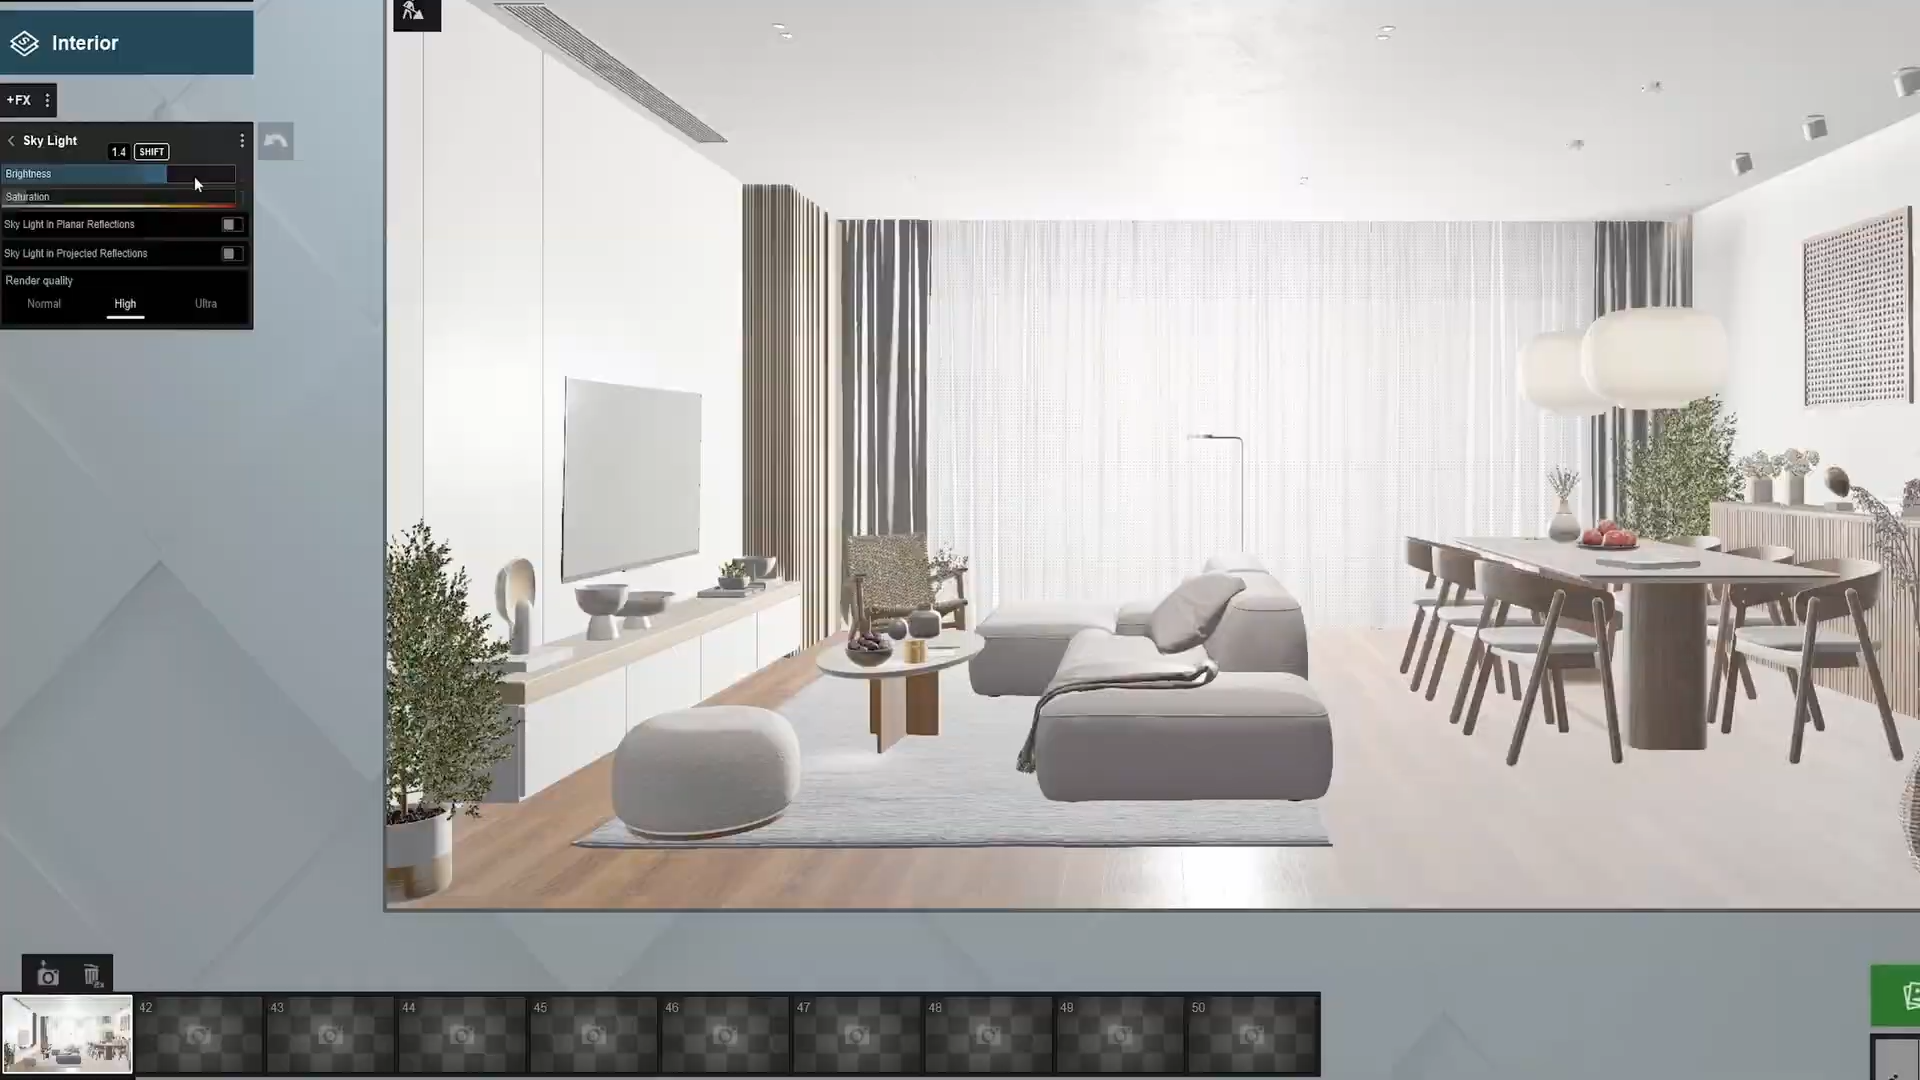 Interior
+FX
Sky Light
1.4 SHIFT
Brightness
Saturation
Sky Light in Planar Reflections
Sky Light in Projected Reflections
Render quality
Normal High Ultra
42 43 44 45 46 47 48 49 50